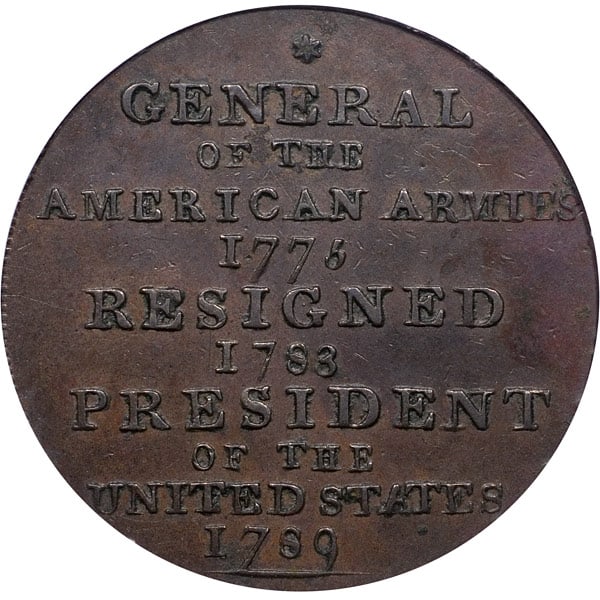 GENERAL
OF THE
AMERICAN ARMIES
1775
RESIGNED
1783
PRESIDENT
OF THE
UNITED STATES
1789